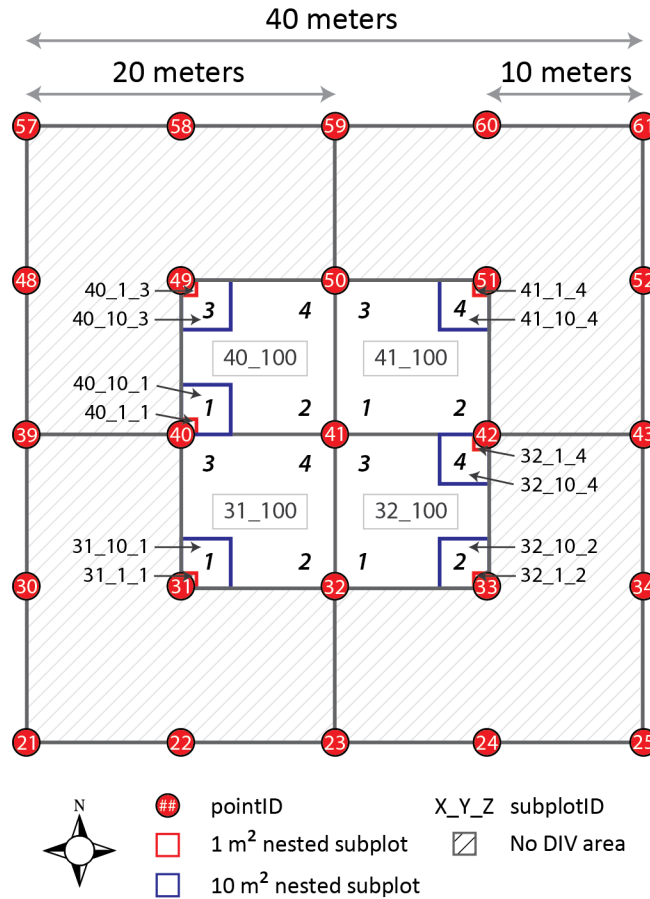 40 meters
20 meters
10 meters
57 58 59 60 61
48 49 50 51 52
40_1_3 3 4 3 4 41_1_4
40_10_3 41_10_4
40_100 41_100
40_10_1
40_1_1 1 2 1 2
39 40 41 42 43
3 4 3 4 32_1_4
32_10_4
31_100 32_100
31_10_1 1 2 1 2 32_10_2
31_1_1 32_1_2
30 31 32 33 34
21 22 23 24 25
N
## pointID X_Y_Z subplotID
1 m² nested subplot No DIV area
10 m² nested subplot